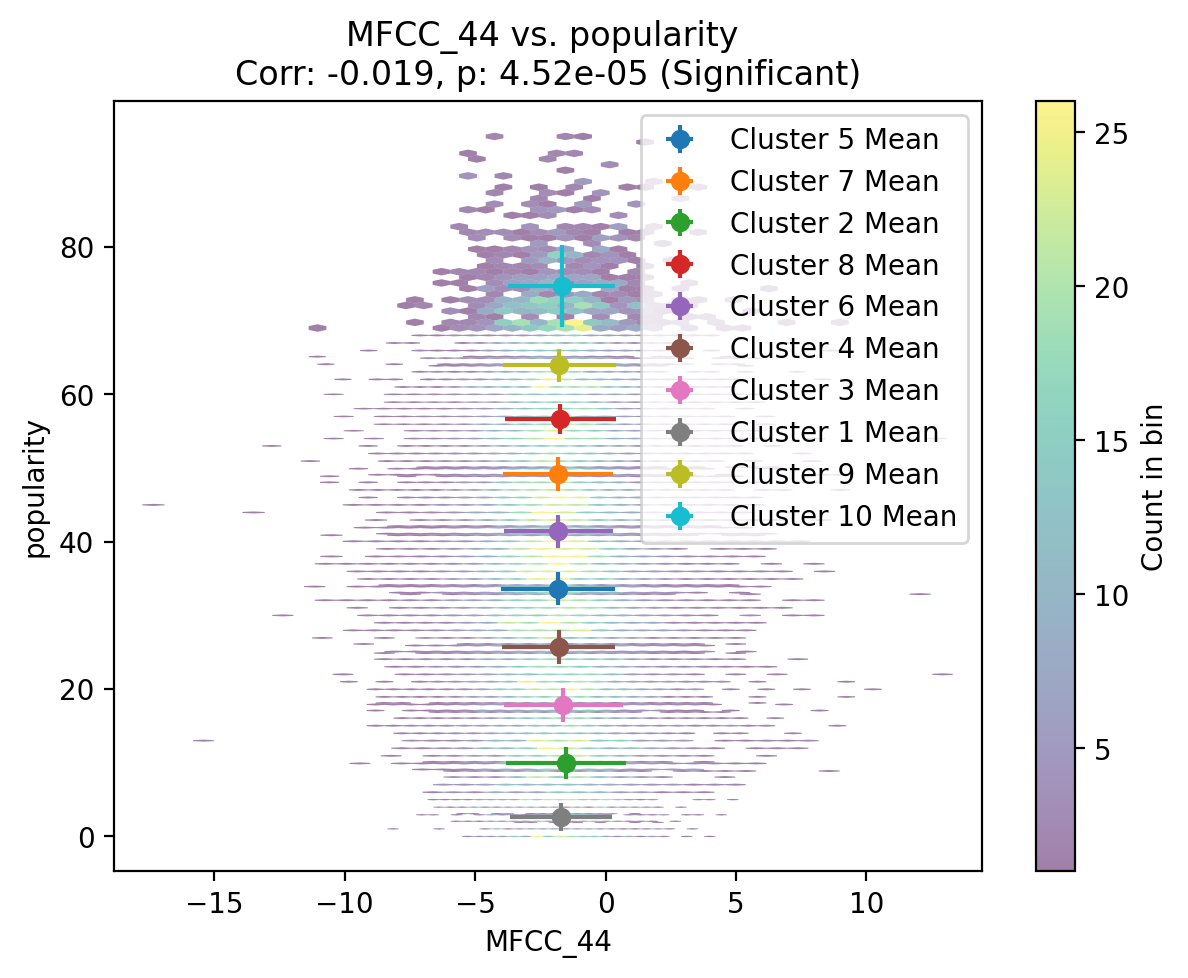 MFCC_44 vs. popularity
Corr: -0.019, p: 4.52e-05 (Significant)
Cluster 5 Mean
Cluster 7 Mean
Cluster 2 Mean
Cluster 8 Mean
Cluster 6 Mean
Cluster 4 Mean
Cluster 3 Mean
Cluster 1 Mean
Cluster 9 Mean
Cluster 10 Mean
80
60
40
20
0
popularity
−15
−10
−5
0
5
10
MFCC_44
25
20
15
10
5
Count in bin